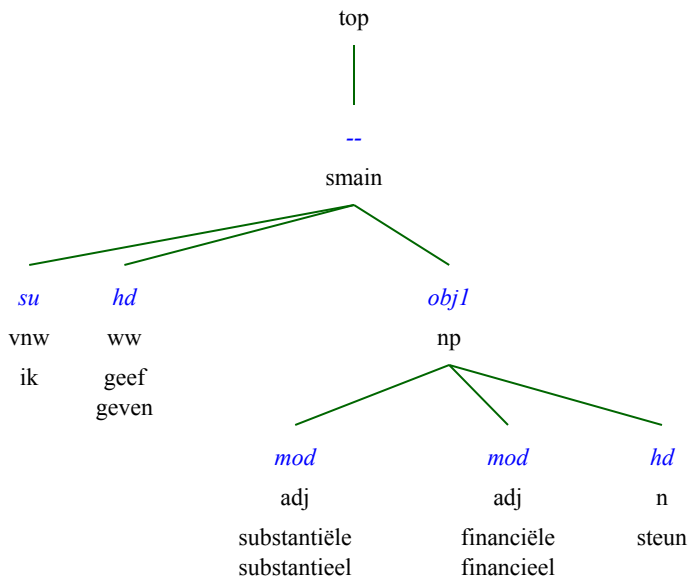 top
--
smain
su hd obj1
vnw ww np
ik geef
geven
mod mod hd
adj adj n
substantiële financiële steun
substantieel financieel